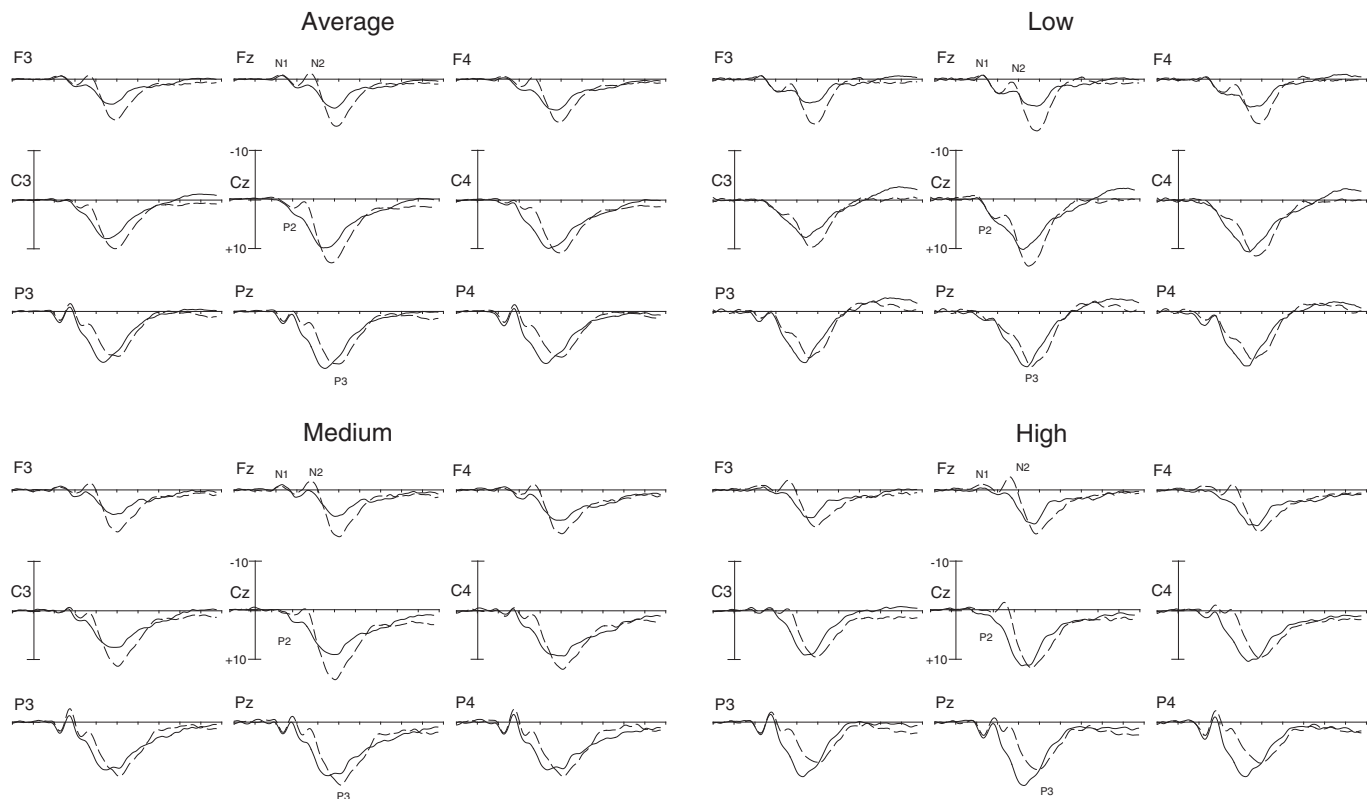 Average
F3 Fz N1 N2 F4
C3 -10 Cz +10 P2 C4
P3 Pz P3 P4
Low
F3 Fz N1 N2 F4
C3 -10 Cz +10 P2 C4
P3 Pz P3 P4
Medium
F3 Fz N1 N2 F4
C3 -10 Cz +10 P2 C4
P3 Pz P3 P4
High
F3 Fz N1 N2 F4
C3 -10 Cz +10 P2 C4
P3 Pz P3 P4